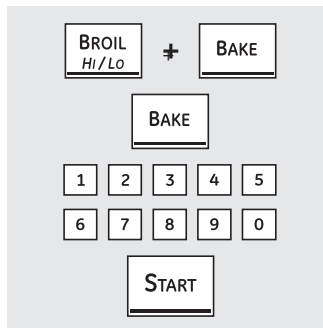 BROIL + BAKE
HI / LO
BAKE
1 2 3 4 5
6 7 8 9 0
START